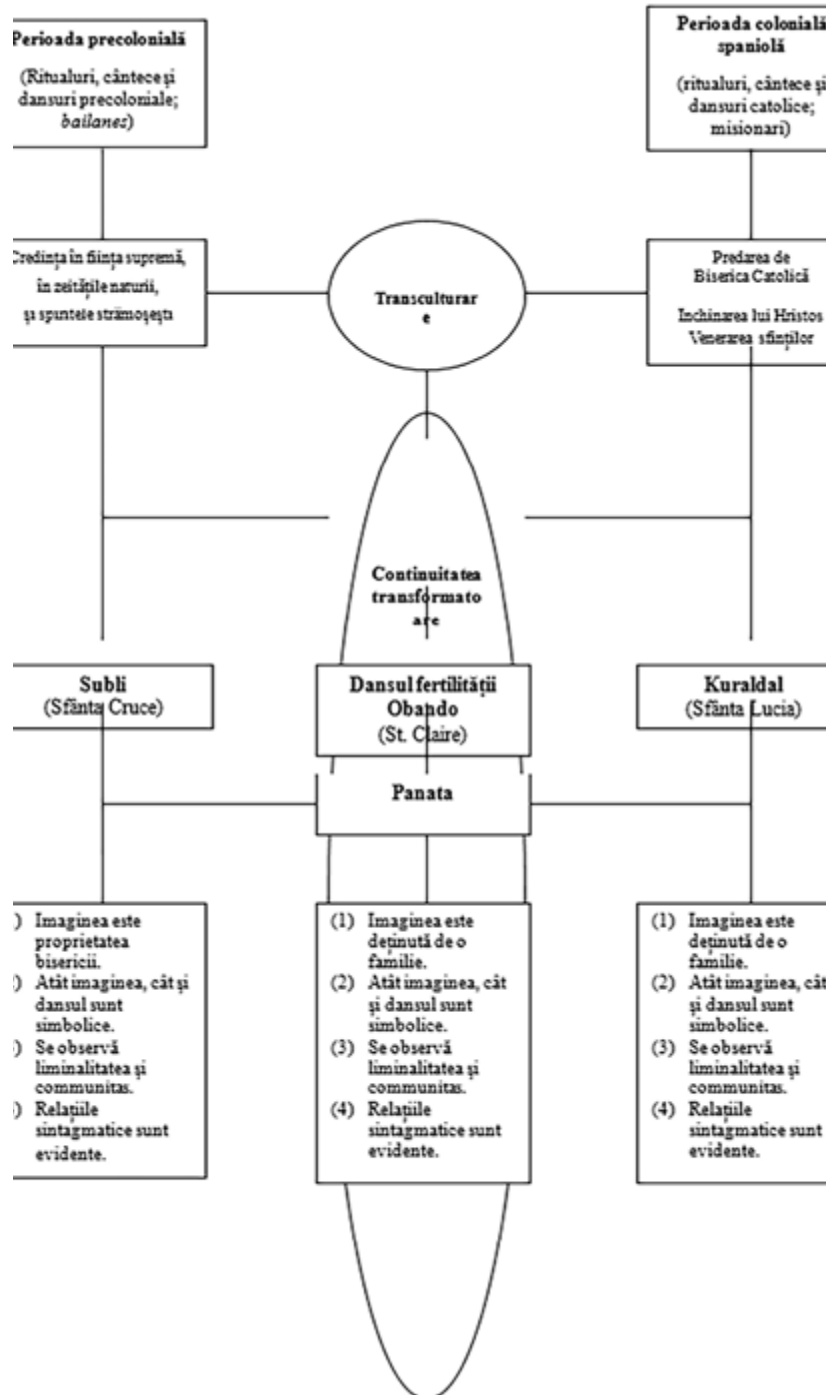 Perioada precolonială
(Ritualuri, cântece și
dansuri precoloniale;
bailanes)
Perioada colonială
spaniolă
(ritualuri, cântece și
dansuri catolice;
misionari)
Credința în ființa supremă,
în zeitățile naturii,
și spuntele strămoșești
Transculturar
e
Predarea de
Biserica Catolică
Inchinarea lui Hristos
Venerarea sfinților
Continuitatea
transformato
are
Subli
(Sfânta Cruce)
Dansul fertilității
Obando
(St. Claire)
Kuraldal
(Sfânta Lucia)
Panata
) Imaginea este
proprietatea
bisericii.
) Atât imaginea, cât și
dansul sunt
simbolice.
) Se observă
liminalitatea și
communitas.
) Relațiile
sintagmatice sunt
evidente.
(1) Imaginea este
deținută de o
familie.
(2) Atât imaginea, cât
și dansul sunt
simbolice.
(3) Se observă
liminalitatea și
communitas.
(4) Relațiile
sintagmatice sunt
evidente.
(1) Imaginea este
deținută de o
familie.
(2) Atât imaginea, cât
și dansul sunt
simbolice.
(3) Se observă
liminalitatea și
communitas.
(4) Relațiile
sintagmatice sunt
evidente.